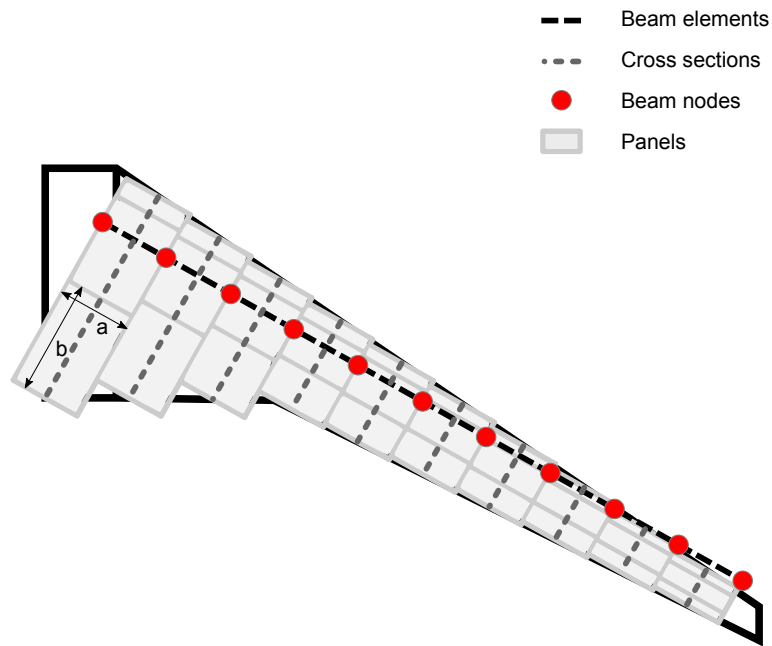 Beam elements
Cross sections
Beam nodes
Panels
a
b